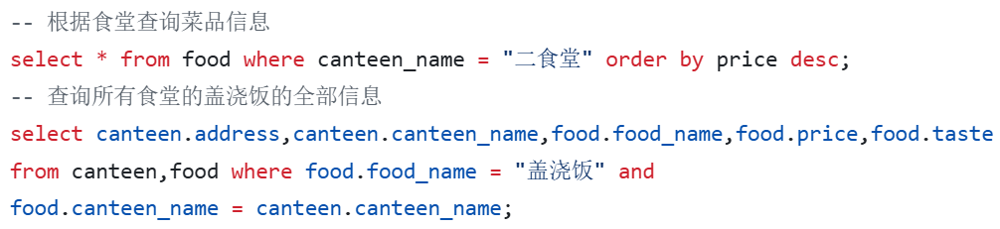 -- 根据食堂查询菜品信息
select * from food where canteen_name = "二食堂" order by price desc;
-- 查询所有食堂的盖浇饭的全部信息
select canteen.address,canteen.canteen_name,food.food_name,food.price,food.taste
from canteen,food where food.food_name = "盖浇饭" and
food.canteen_name = canteen.canteen_name;